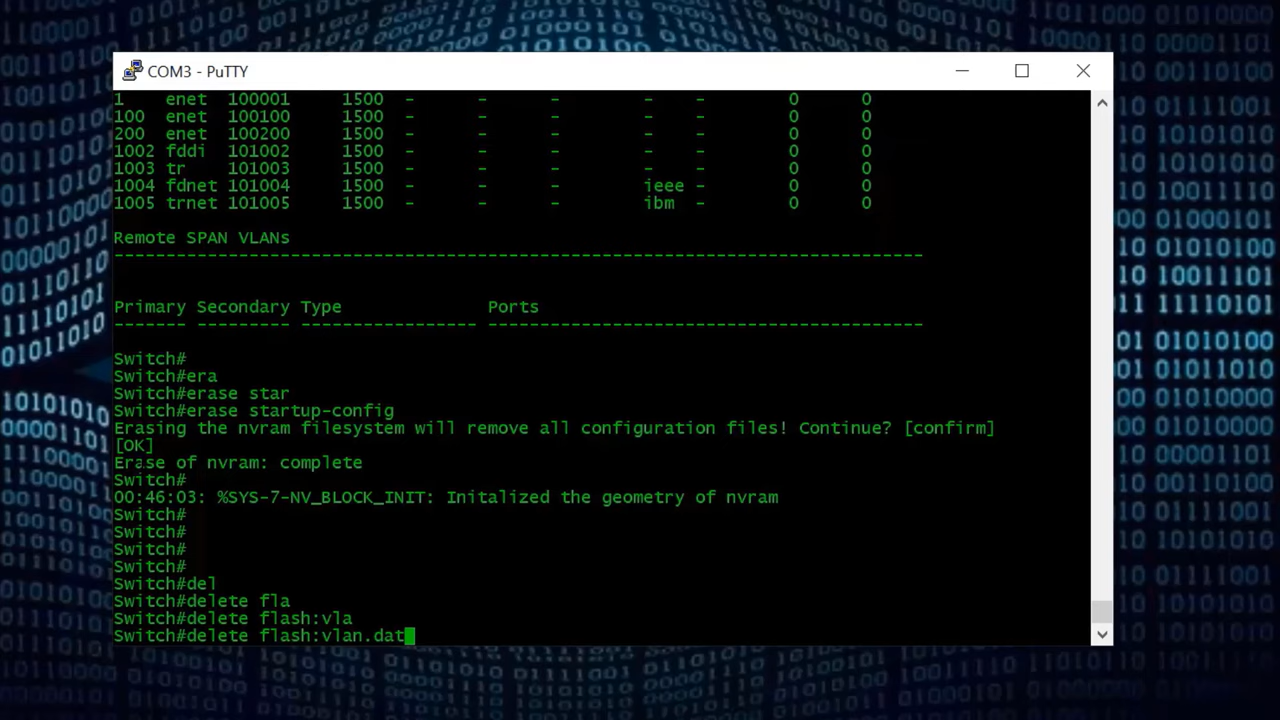 COM3 - PuTTY
1 enet 100001 1500 - - - - - 0 0
100 enet 100100 1500 - - - - - 0 0
200 enet 100200 1500 - - - - - 0 0
1002 fddi 101002 1500 - - - - - 0 0
1003 tr 101003 1500 - - - - - 0 0
1004 fdnet 101004 1500 - - - ieee - 0 0
1005 trnet 101005 1500 - - - ibm - 0 0
Remote SPAN VLANs
------------------------------------------------------------------------------
Primary Secondary Type Ports
------- --------- ----------------- ------------------------------------------
Switch#
Switch#era
Switch#erase star
Switch#erase startup-config
Erasing the nvram filesystem will remove all configuration files! Continue? [confirm]
[OK]
Erase of nvram: complete
Switch#
00:46:03: %SYS-7-NV_BLOCK_INIT: Initalized the geometry of nvram
Switch#
Switch#
Switch#
Switch#
Switch#del
Switch#delete fla
Switch#delete flash:vla
Switch#delete flash:vlan.dat